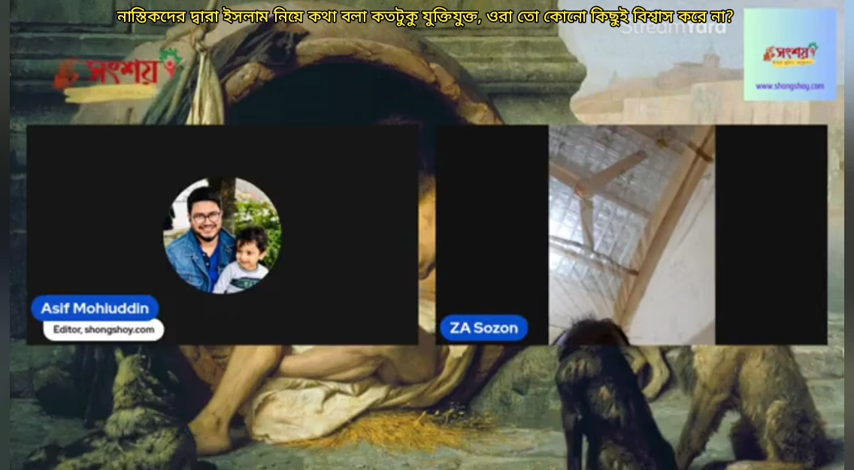 নাস্তিকদের দ্বারা ইসলাম নিয়ে কথা বলা কতটুকু যুক্তিযুক্ত, ওরা তো কোনো কিছুই বিশ্বাস করে না?
StreamYard
সংশয়
সংশয়
www.shongshoy.com
Asif Mohiuddin
Editor, shongshoy.com
ZA Sozon